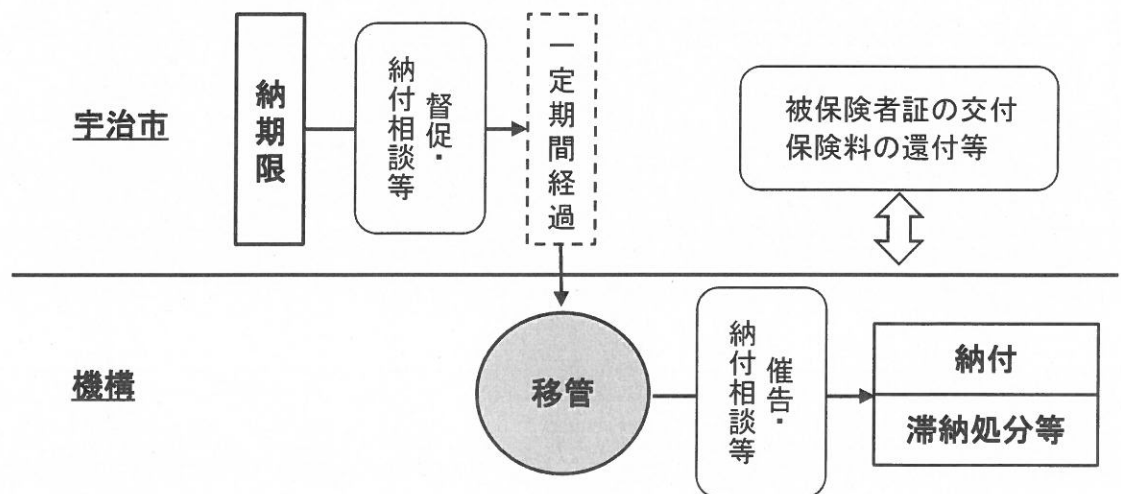 宇治市
納期限
督促・
納付相談等
一定期間経過
被保険者証の交付
保険料の還付等
機構
移管
催告・
納付相談等
納付
滞納処分等